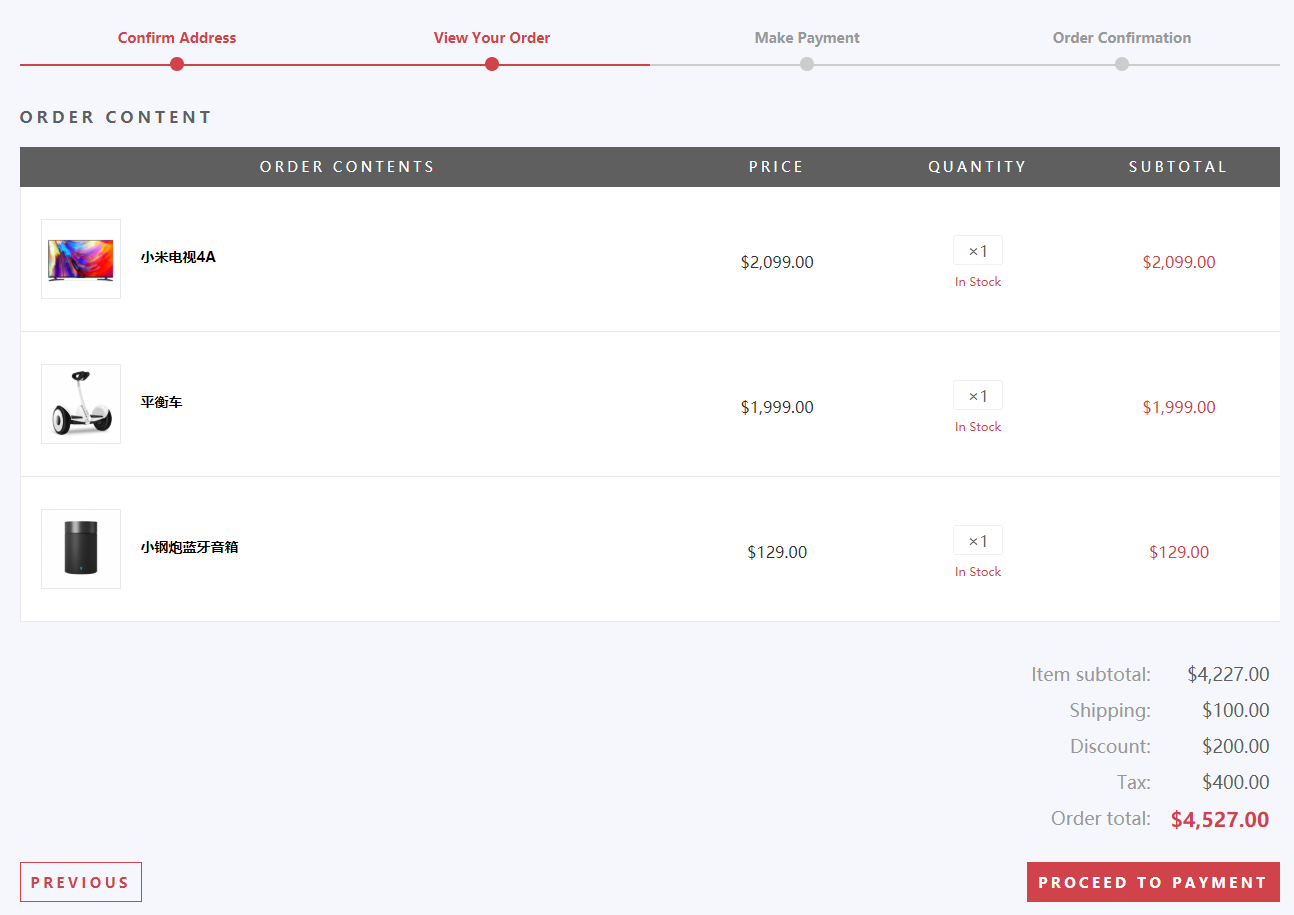 Confirm Address View Your Order Make Payment Order Confirmation
ORDER CONTENT
ORDER CONTENTS PRICE QUANTITY SUBTOTAL
小米电视4A $2,099.00 ×1 $2,099.00
In Stock
平衡车 $1,999.00 ×1 $1,999.00
In Stock
小钢炮蓝牙音箱 $129.00 ×1 $129.00
In Stock
Item subtotal: $4,227.00
Shipping: $100.00
Discount: $200.00
Tax: $400.00
Order total: $4,527.00
PREVIOUS PROCEED TO PAYMENT